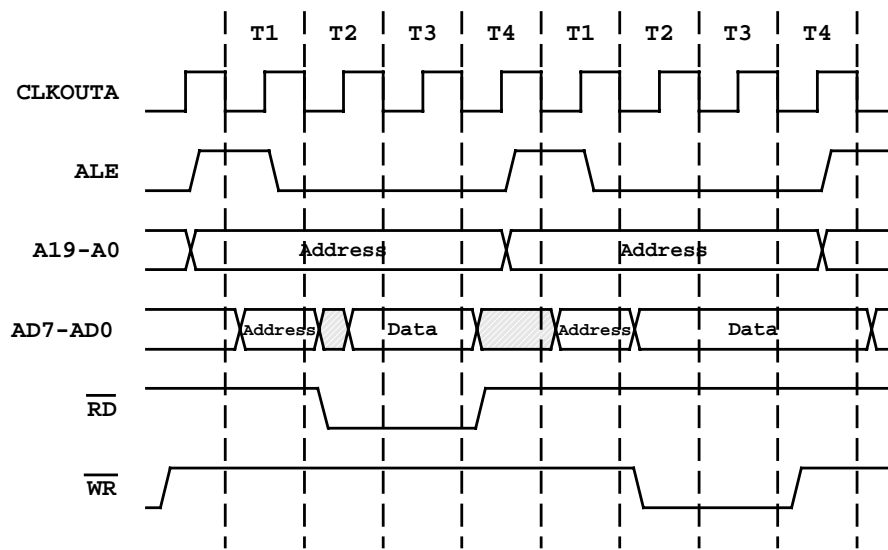 T1 T2 T3 T4 T1 T2 T3 T4
CLKOUTA
ALE
A19-A0 Address Address
AD7-AD0 Address Data Address Data
RD
WR